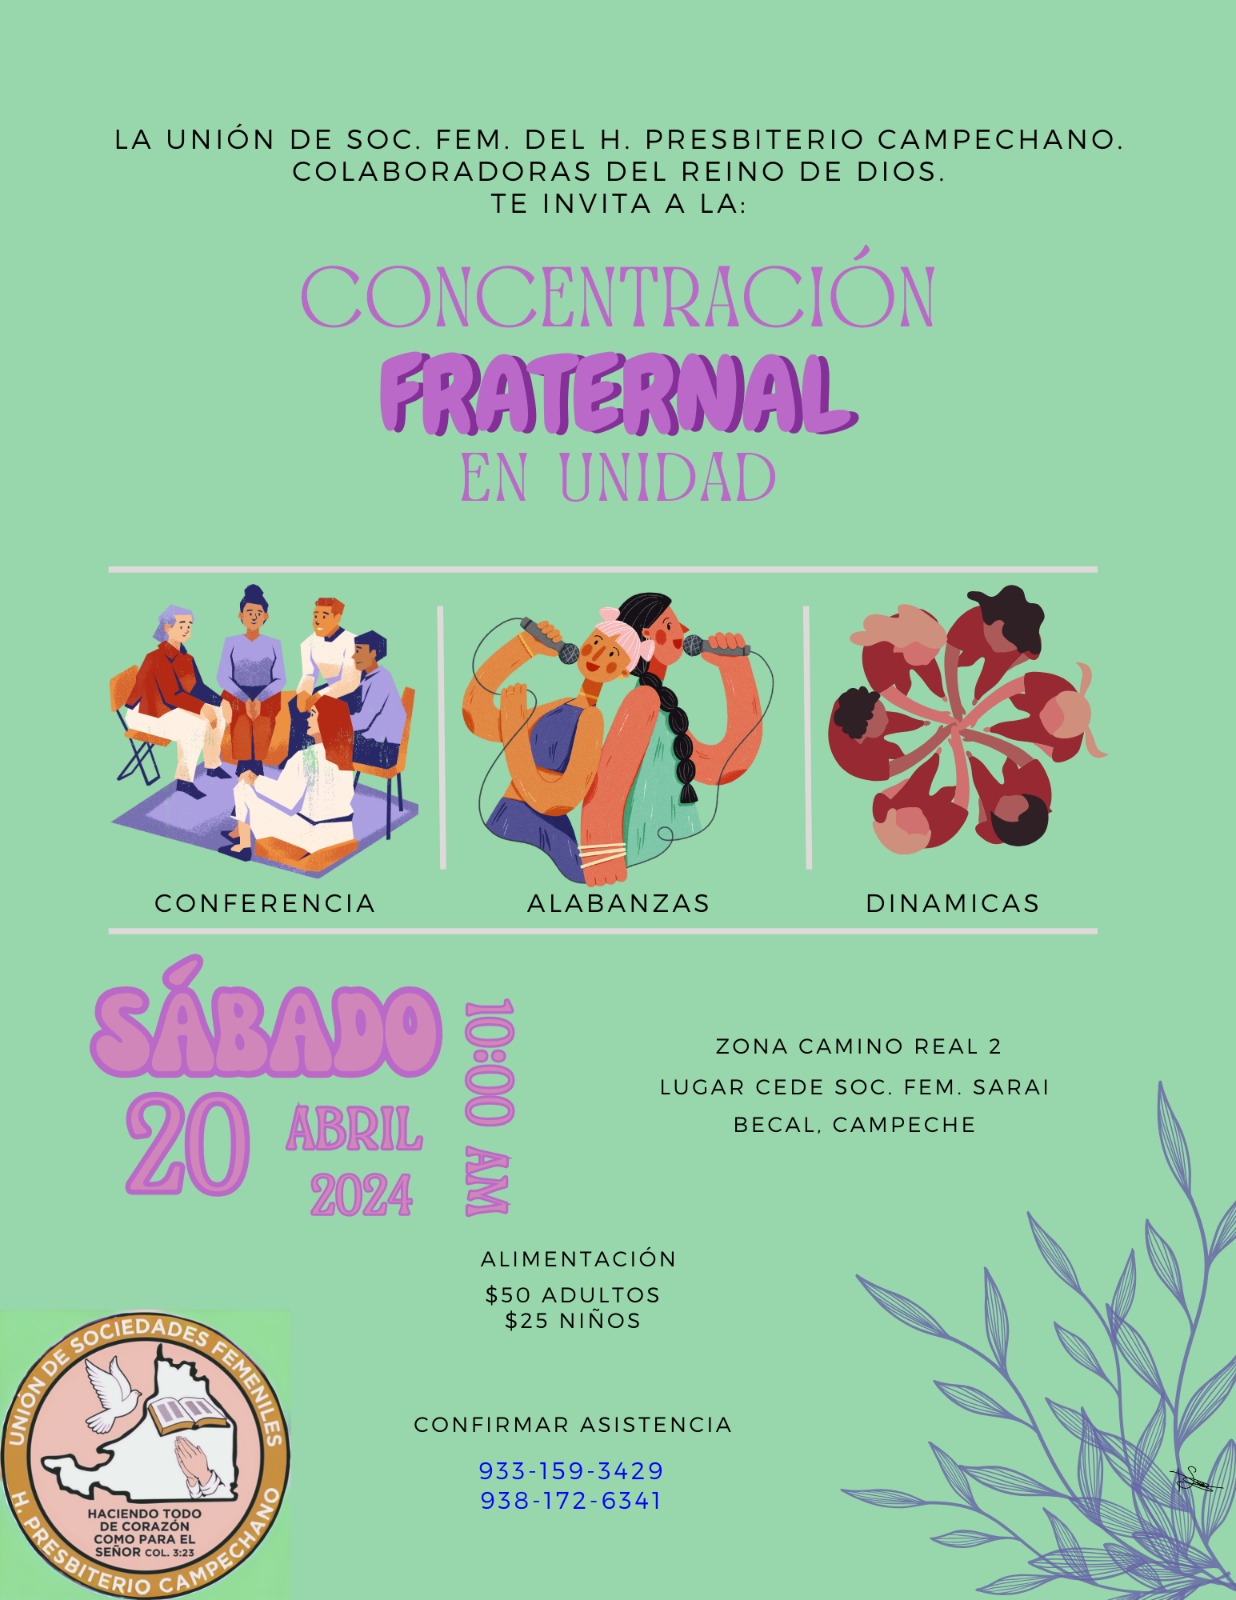 LA UNIÓN DE SOC. FEM. DEL H. PRESBITERIO CAMPECHANO.
COLABORADORAS DEL REINO DE DIOS.
TE INVITA A LA:
CONCENTRACIÓN
FRATERNAL
EN UNIDAD
CONFERENCIA
ALABANZAS
DINAMICAS
SÁBADO
20 ABRIL
2024
10:00 AM
ZONA CAMINO REAL 2
LUGAR CEDE SOC. FEM. SARAI
BECAL, CAMPECHE
ALIMENTACIÓN
$50 ADULTOS
$25 NIÑOS
CONFIRMAR ASISTENCIA
933-159-3429
938-172-6341
UNIÓN DE SOCIEDADES FEMENILES
HACIENDO TODO
DE CORAZÓN
COMO PARA EL
SEÑOR COL. 3:23
H. PRESBITERIO CAMPECHANO